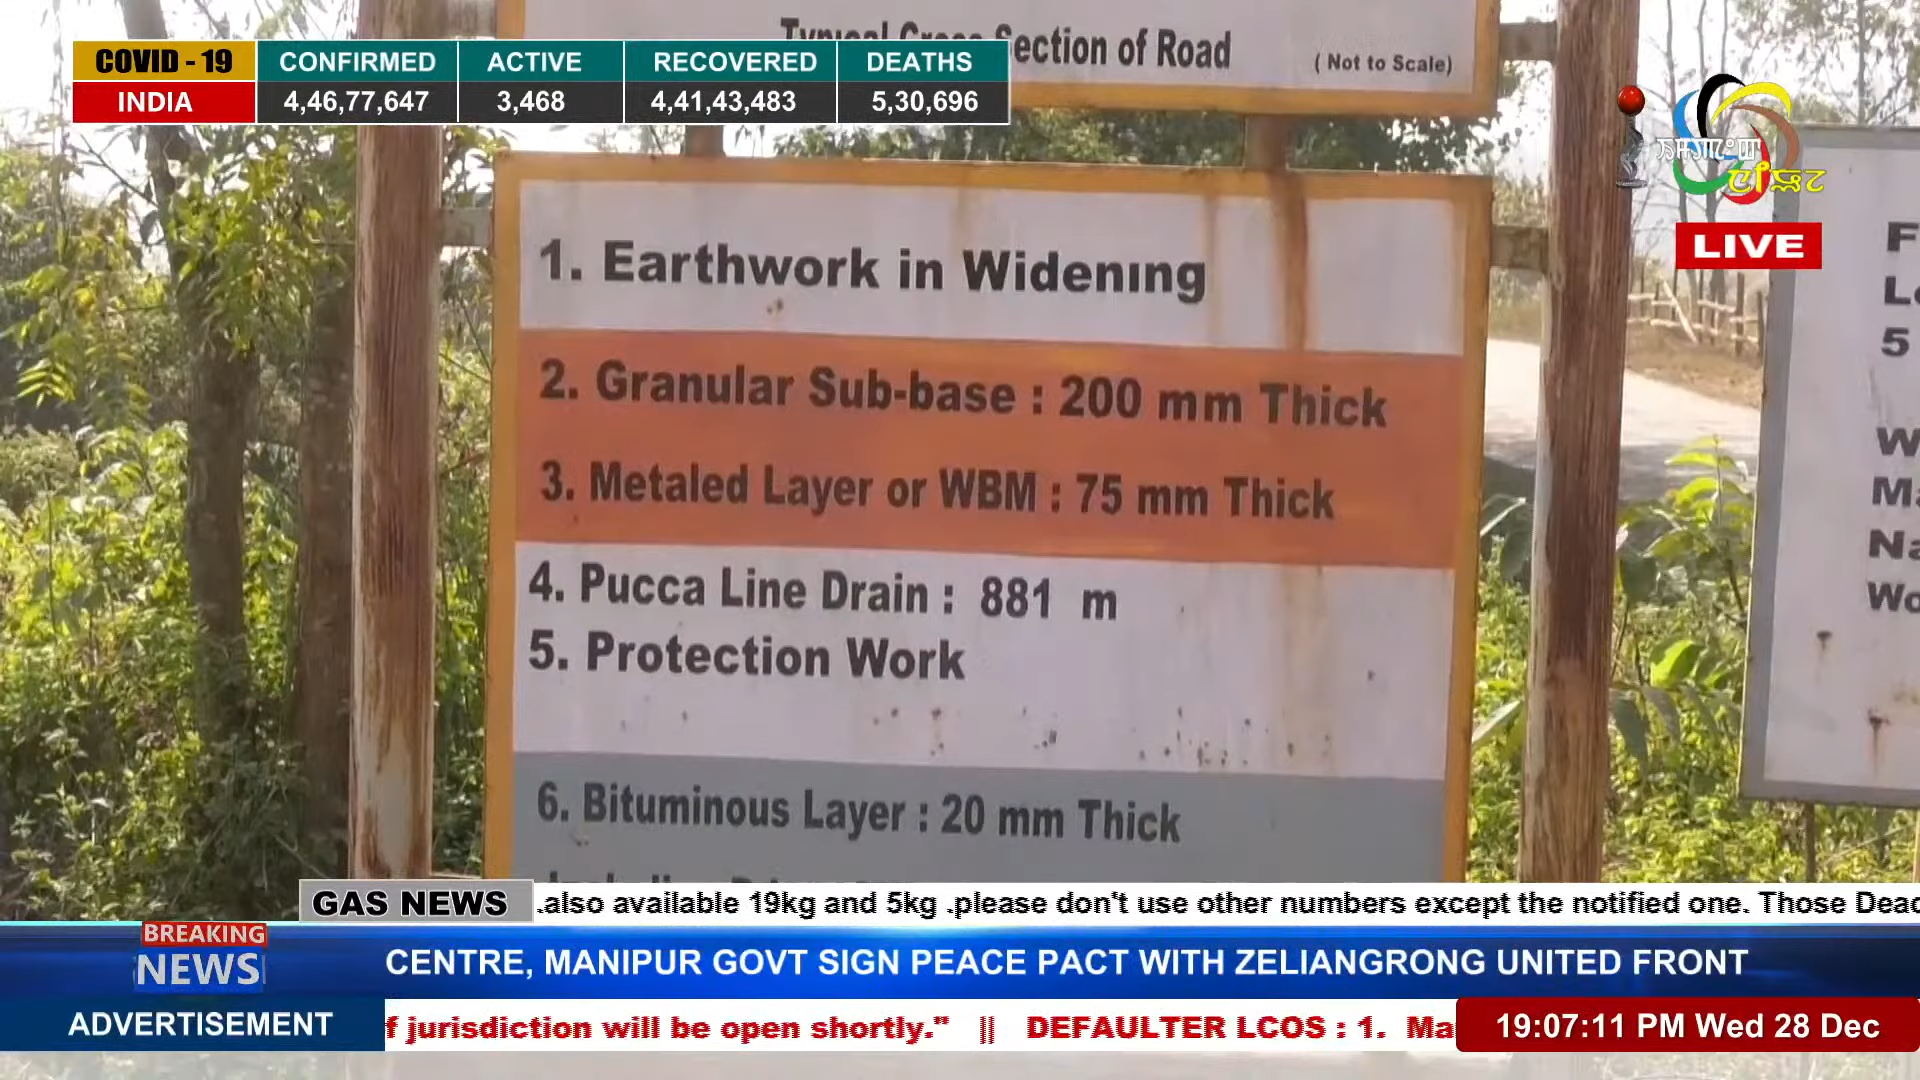 Typical Cross Section of Road
( Not to Scale)
COVID - 19 CONFIRMED ACTIVE RECOVERED DEATHS
INDIA 4,46,77,647 3,468 4,41,43,483 5,30,696
LIVE
1. Earthwork in Widening
2. Granular Sub-base : 200 mm Thick
3. Metaled Layer or WBM : 75 mm Thick
4. Pucca Line Drain : 881 m
5. Protection Work
6. Bituminous Layer : 20 mm Thick
5
GAS NEWS .also available 19kg and 5kg .please don't use other numbers except the notified one. Those
BREAKING
NEWS
CENTRE, MANIPUR GOVT SIGN PEACE PACT WITH ZELIANGRONG UNITED FRONT
ADVERTISEMENT f jurisdiction will be open shortly." || DEFAULTER LCOS : 1. Ma
19:07:11 PM Wed 28 Dec